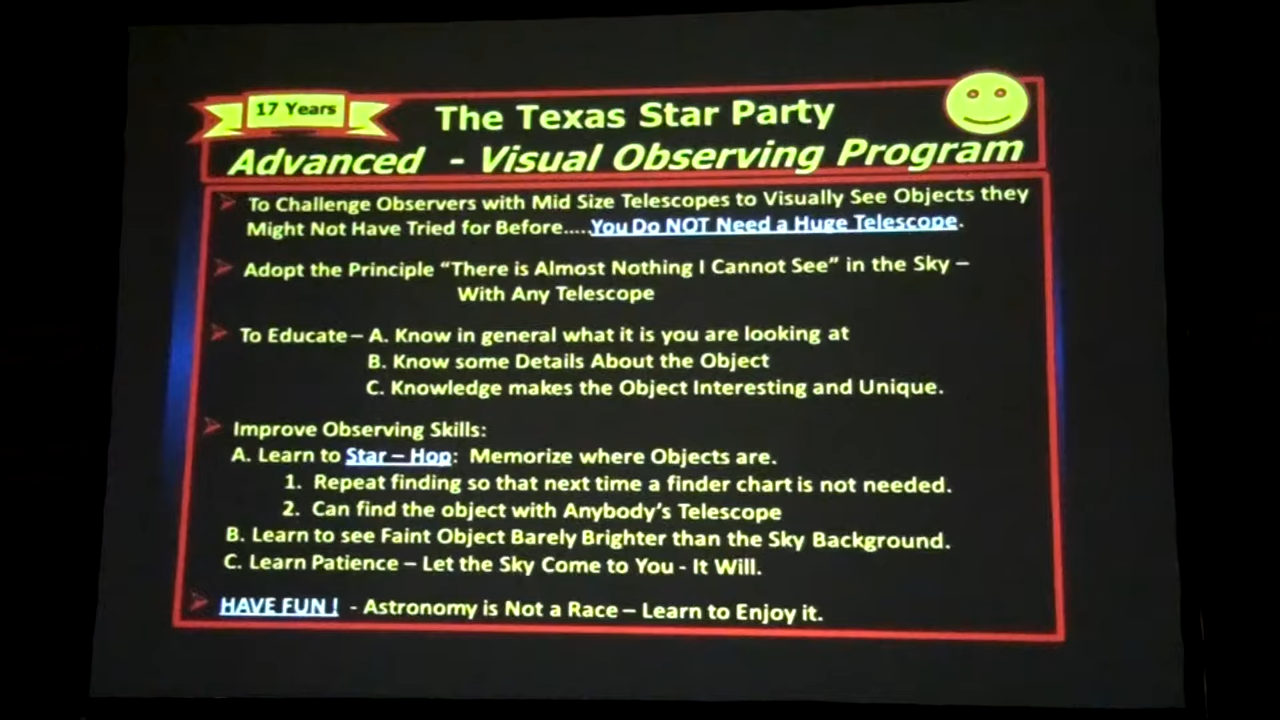 17 Years
The Texas Star Party
Advanced - Visual Observing Program
To Challenge Observers with Mid Size Telescopes to Visually See Objects they
Might Not Have Tried for Before.....You Do NOT Need a Huge Telescope.
Adopt the Principle “There is Almost Nothing I Cannot See” in the Sky –
With Any Telescope
To Educate – A. Know in general what it is you are looking at
B. Know some Details About the Object
C. Knowledge makes the Object Interesting and Unique.
Improve Observing Skills:
A. Learn to Star – Hop: Memorize where Objects are.
1. Repeat finding so that next time a finder chart is not needed.
2. Can find the object with Anybody’s Telescope
B. Learn to see Faint Object Barely Brighter than the Sky Background.
C. Learn Patience – Let the Sky Come to You - It Will.
HAVE FUN ! - Astronomy is Not a Race – Learn to Enjoy it.